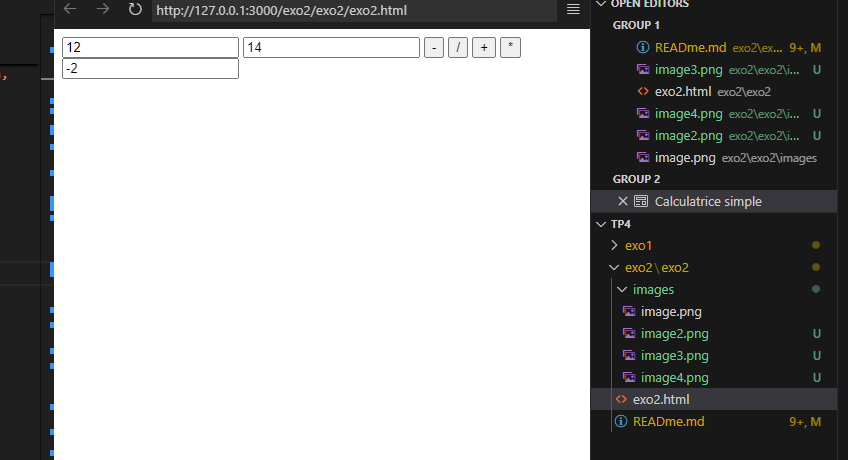 http://127.0.0.1:3000/exo2/exo2/exo2.html
12 14 - / + *
-2
OPEN EDITORS
GROUP 1
READme.md exo2\ex... 9+, M
image3.png exo2\exo2\i... U
exo2.html exo2\exo2
image4.png exo2\exo2\i... U
image2.png exo2\exo2\i... U
image.png exo2\exo2\images
GROUP 2
Calculatrice simple
TP4
exo1
exo2\exo2
images
image.png
image2.png U
image3.png U
image4.png U
exo2.html
READme.md 9+, M